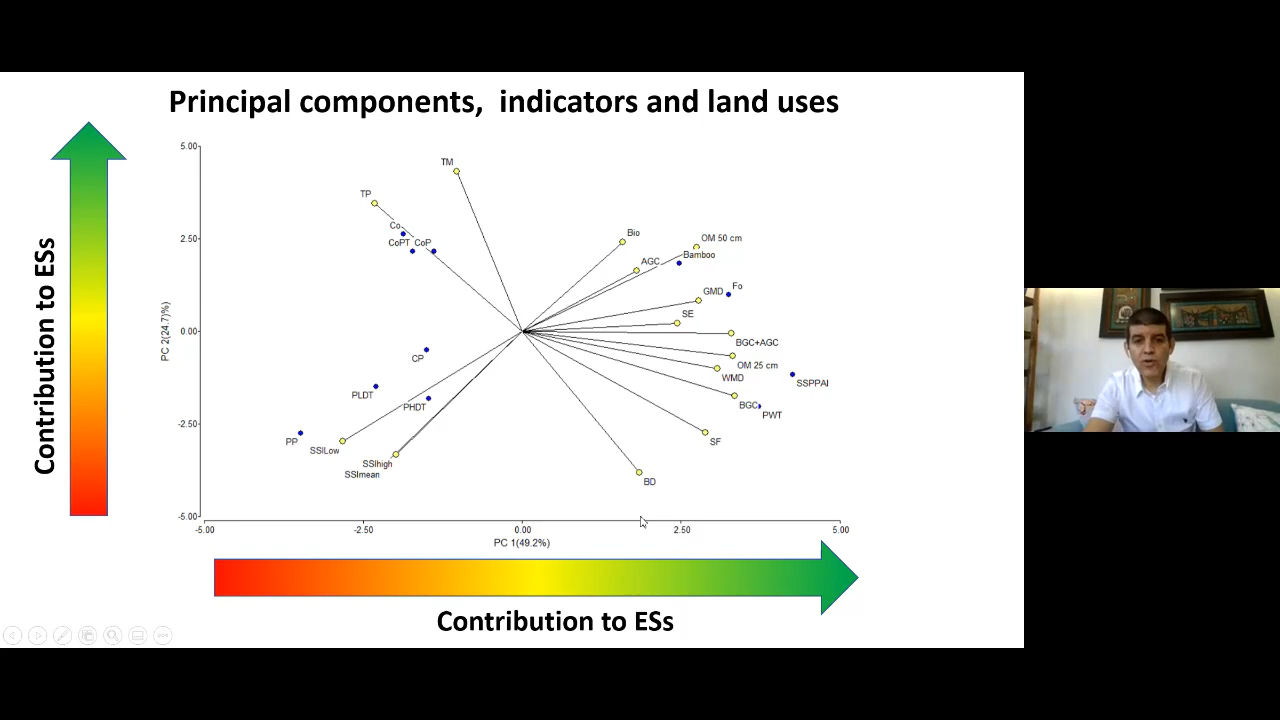 Principal components,  indicators and land uses
Contribution to ESs
PC 2(24.7)%)
5.00
2.50
0.00
-2.50
-5.00
TM
TP
Co
CoPT CoP
Bio
OM 50 cm
Bamboo
AGC
Fo
GMD
SE
BGC+AGC
CP
OM 25 cm
WMD
SSPPAI
PLDT
PHDT
BGC
PWT
PP
SSILow
SF
SSIhigh
SSImean
BD
-5.00
-2.50
0.00
2.50
5.00
PC 1(49.2%)
Contribution to ESs